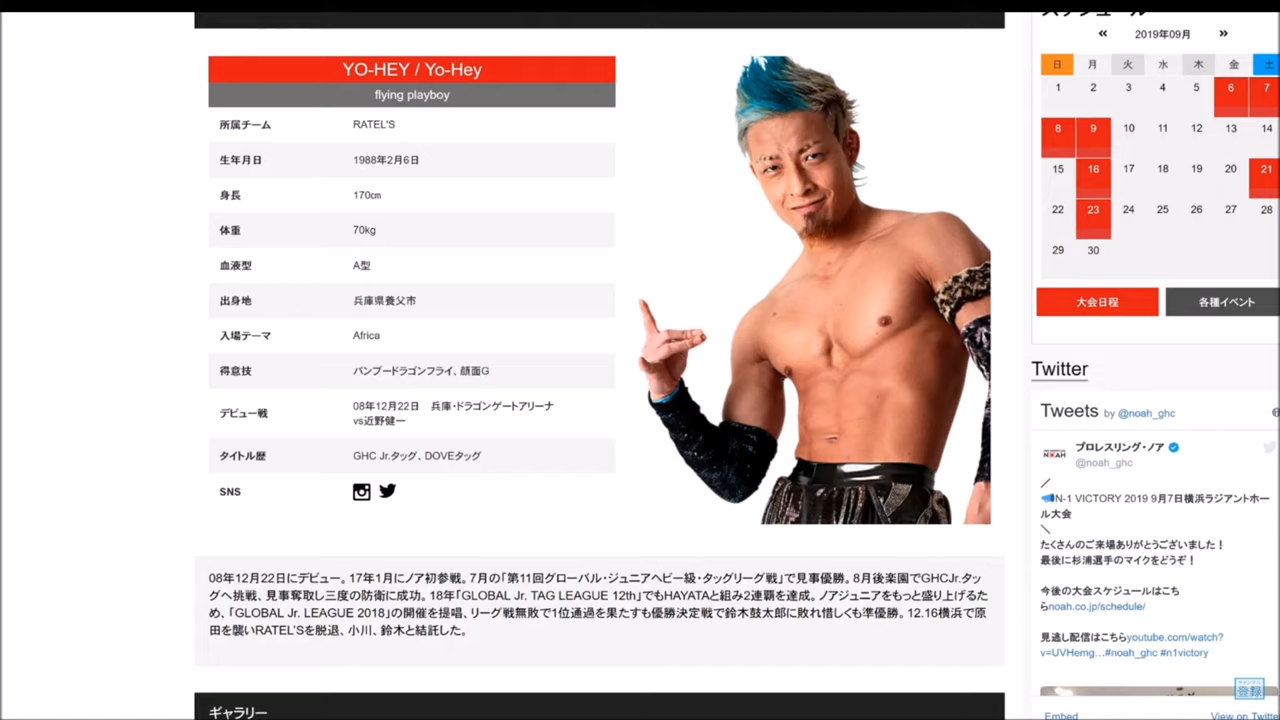 YO-HEY / Yo-Hey
flying playboy
所属チーム
RATEL'S
生年月日
1988年2月6日
身長
170㎝
体重
70kg
血液型
A型
出身地
兵庫県養父市
入場テーマ
Africa
得意技
バンブードラゴンフライ、顔面G
デビュー戦
08年12月22日　兵庫・ドラゴンゲートアリーナ
vs近野健一
タイトル歴
GHC Jr.タッグ、DOVEタッグ
SNS
08年12月22日にデビュー。17年1月にノア初参戦。7月の「第11回グローバル・ジュニアヘビー級・タッグリーグ戦」で見事優勝。8月後楽園でGHCJr.タッ
グへ挑戦、見事奪取し三度の防衛に成功。18年「GLOBAL Jr. TAG LEAGUE 12th」でもHAYATAと組み2連覇を達成。ノアジュニアをもっと盛り上げるた
め、「GLOBAL Jr. LEAGUE 2018」の開催を提唱、リーグ戦無敗で1位通過を果たすも優勝決定戦で鈴木鼓太郎に敗れ惜しくも準優勝。12.16横浜で原
田を襲いRATEL'Sを脱退、小川、鈴木と結託した。
ギャラリー
スケジュール
« 2019年09月 »
日 月 火 水 木 金 土
1 2 3 4 5 6 7
8 9 10 11 12 13 14
15 16 17 18 19 20 21
22 23 24 25 26 27 28
29 30
大会日程
各種イベント
Twitter
Tweets by @noah_ghc
NOAH
プロレスリング・ノア
@noah_ghc
／
N-1 VICTORY 2019 9月7日横浜ラジアントホー
ル大会
＼
たくさんのご来場ありがとうございました！
最後に杉浦選手のマイクをどうぞ！
今後の大会スケジュールはこち
らnoah.co.jp/schedule/
見逃し配信はこちらyoutube.com/watch?
v=UVHemg…#noah_ghc #n1victory
チャンネル
登録
Embed
View on Twitte